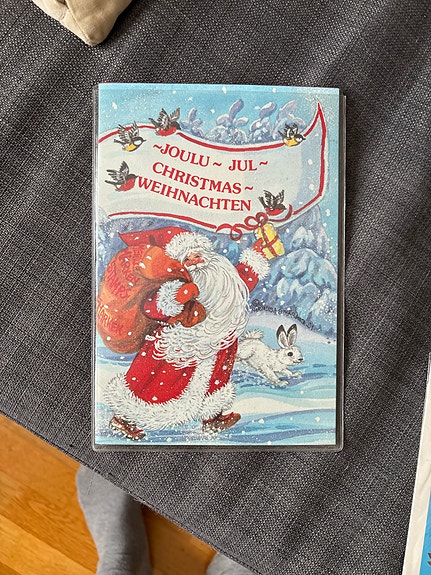 ~JOULU~ JUL~
CHRISTMAS~
WEIHNACHTEN